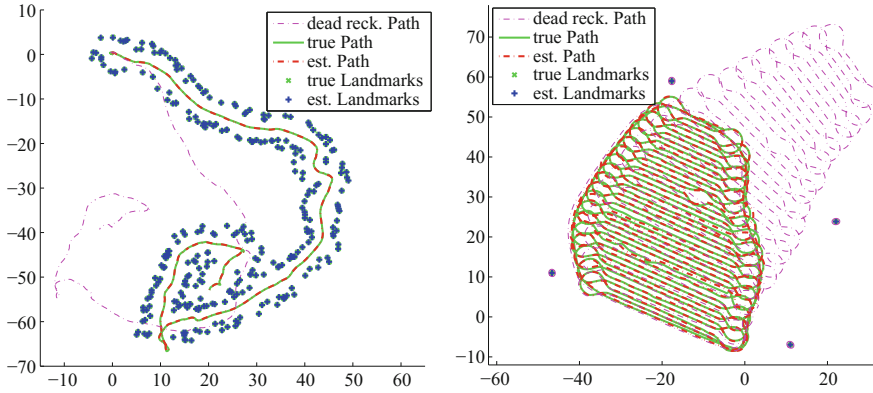 10
0
−10
−20
−30
−40
−50
−60
−70
−10 0 10 20 30 40 50 60
dead reck. Path
true Path
est. Path
true Landmarks
est. Landmarks
70
60
50
40
30
20
10
0
−10
−60 −40 −20 0 20
dead reck. Path
true Path
est. Path
true Landmarks
est. Landmarks